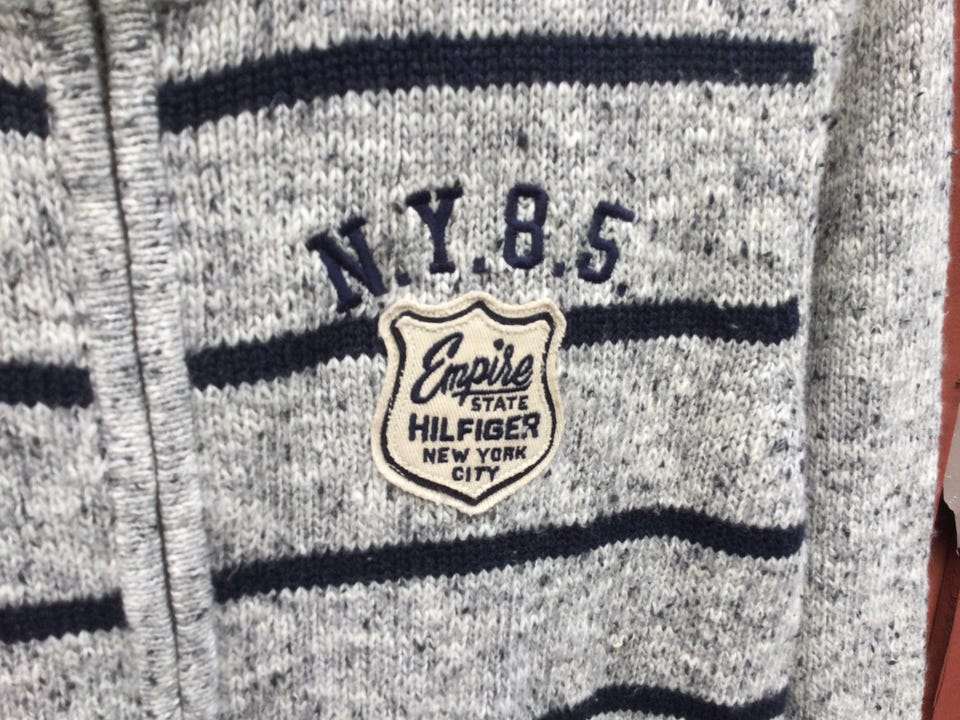 N.Y.8.5.
Empire
STATE
HILFIGER
NEW YORK
CITY